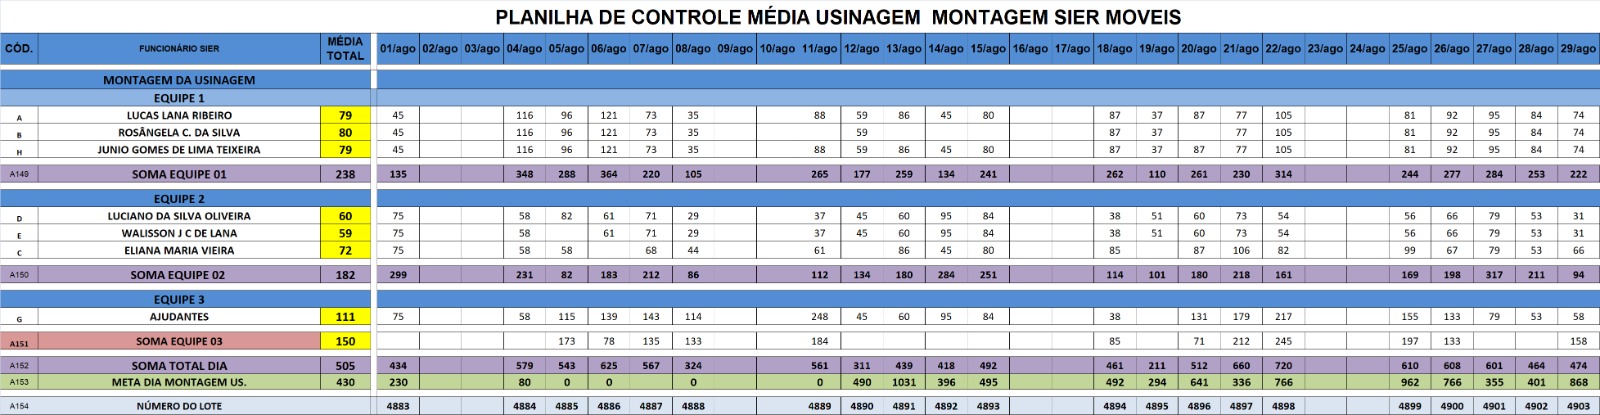 PLANILHA DE CONTROLE MÉDIA USINAGEM MONTAGEM SIER MOVEIS
CÓD. FUNCIONÁRIO SIER MÉDIA TOTAL 01/ago 02/ago 03/ago 04/ago 05/ago 06/ago 07/ago 08/ago 09/ago 10/ago 11/ago 12/ago 13/ago 14/ago 15/ago 16/ago 17/ago 18/ago 19/ago 20/ago 21/ago 22/ago 23/ago 24/ago 25/ago 26/ago 27/ago 28/ago 29/ago
MONTAGEM DA USINAGEM
EQUIPE 1
A LUCAS LANA RIBEIRO 79 45 116 96 121 73 35 88 59 86 45 80 87 37 87 77 105 81 92 95 84 74
B ROSÂNGELA C. DA SILVA 80 45 116 96 121 73 35 59 87 37 77 105 81 92 95 84 74
H JUNIO GOMES DE LIMA TEIXEIRA 79 45 116 96 121 73 35 88 59 86 45 80 87 37 87 77 105 81 92 95 84 74
A149 SOMA EQUIPE 01 238 135 348 288 364 220 105 265 177 259 134 241 262 110 261 230 314 244 277 284 253 222
EQUIPE 2
D LUCIANO DA SILVA OLIVEIRA 60 75 58 82 61 71 29 37 45 60 95 84 38 51 60 73 54 56 66 79 53 31
E WALISSON J C DE LANA 59 75 58 61 71 29 37 45 60 95 84 38 51 60 73 54 56 66 79 53 31
C ELIANA MARIA VIEIRA 72 75 58 58 68 44 61 86 45 80 85 87 106 82 99 67 79 53 66
A150 SOMA EQUIPE 02 182 299 231 82 183 212 86 112 134 180 284 251 114 101 180 218 161 169 198 317 211 94
EQUIPE 3
G AJUDANTES 111 75 58 115 139 143 114 248 45 60 95 84 38 131 179 217 155 133 79 53 58
A151 SOMA EQUIPE 03 150 173 78 135 133 184 85 71 212 245 197 133 158
A152 SOMA TOTAL DIA 505 434 579 543 625 567 324 561 311 439 418 492 461 211 512 660 720 610 608 601 464 474
A153 META DIA MONTAGEM US. 430 230 80 0 0 0 0 490 1031 396 495 492 294 641 336 766 962 766 355 401 868
A154 NÚMERO DO LOTE 4883 4884 4885 4886 4887 4888 4889 4890 4891 4892 4893 4894 4895 4896 4897 4898 4899 4900 4901 4902 4903